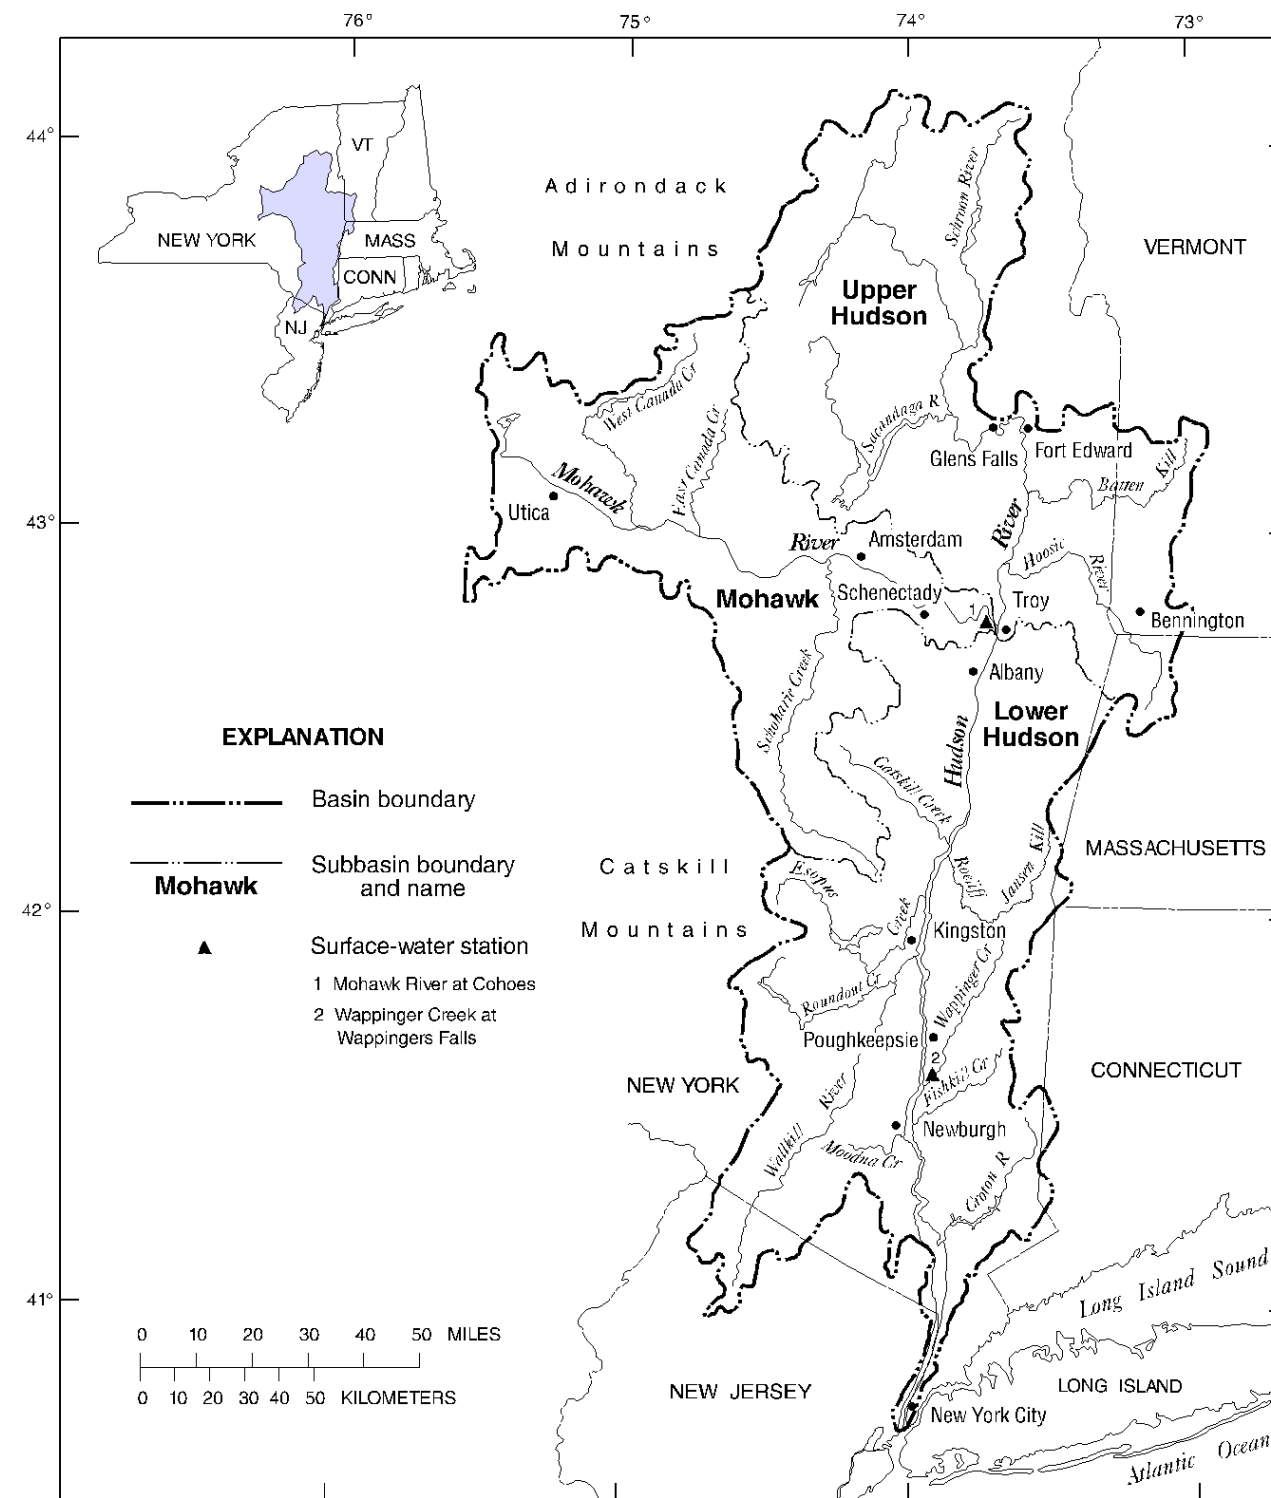 76°
75°
74°
73°
44°
43°
42°
41°
VT
NEW YORK
MASS
CONN
NJ
Adirondack
Mountains
Schroon River
VERMONT
Upper
Hudson
West Canada Cr
East Canada Cr
Sacandaga R
Glens Falls
Fort Edward
Batten Kill
Mohawk
Utica
River
Amsterdam
River
Hoosic
River
Mohawk
Schenectady
1
Troy
Bennington
Albany
Schoharie Creek
Lower
Hudson
Hudson
Catskill Creek
EXPLANATION
Basin boundary
Subbasin boundary
and name
Mohawk
Surface-water station
1 Mohawk River at Cohoes
2 Wappinger Creek at
Wappingers Falls
Catskill
Mountains
Esopus
Creek
Roeliff
Jansen Kill
MASSACHUSETTS
Kingston
Roundout Cr
Wappinger Cr
Poughkeepsie
2
Fishkill Cr
NEW YORK
CONNECTICUT
River
Wallkill
Newburgh
Moodna Cr
Croton R
Long Island Sound
0 10 20 30 40 50 MILES
0 10 20 30 40 50 KILOMETERS
NEW JERSEY
LONG ISLAND
New York City
Atlantic Ocean